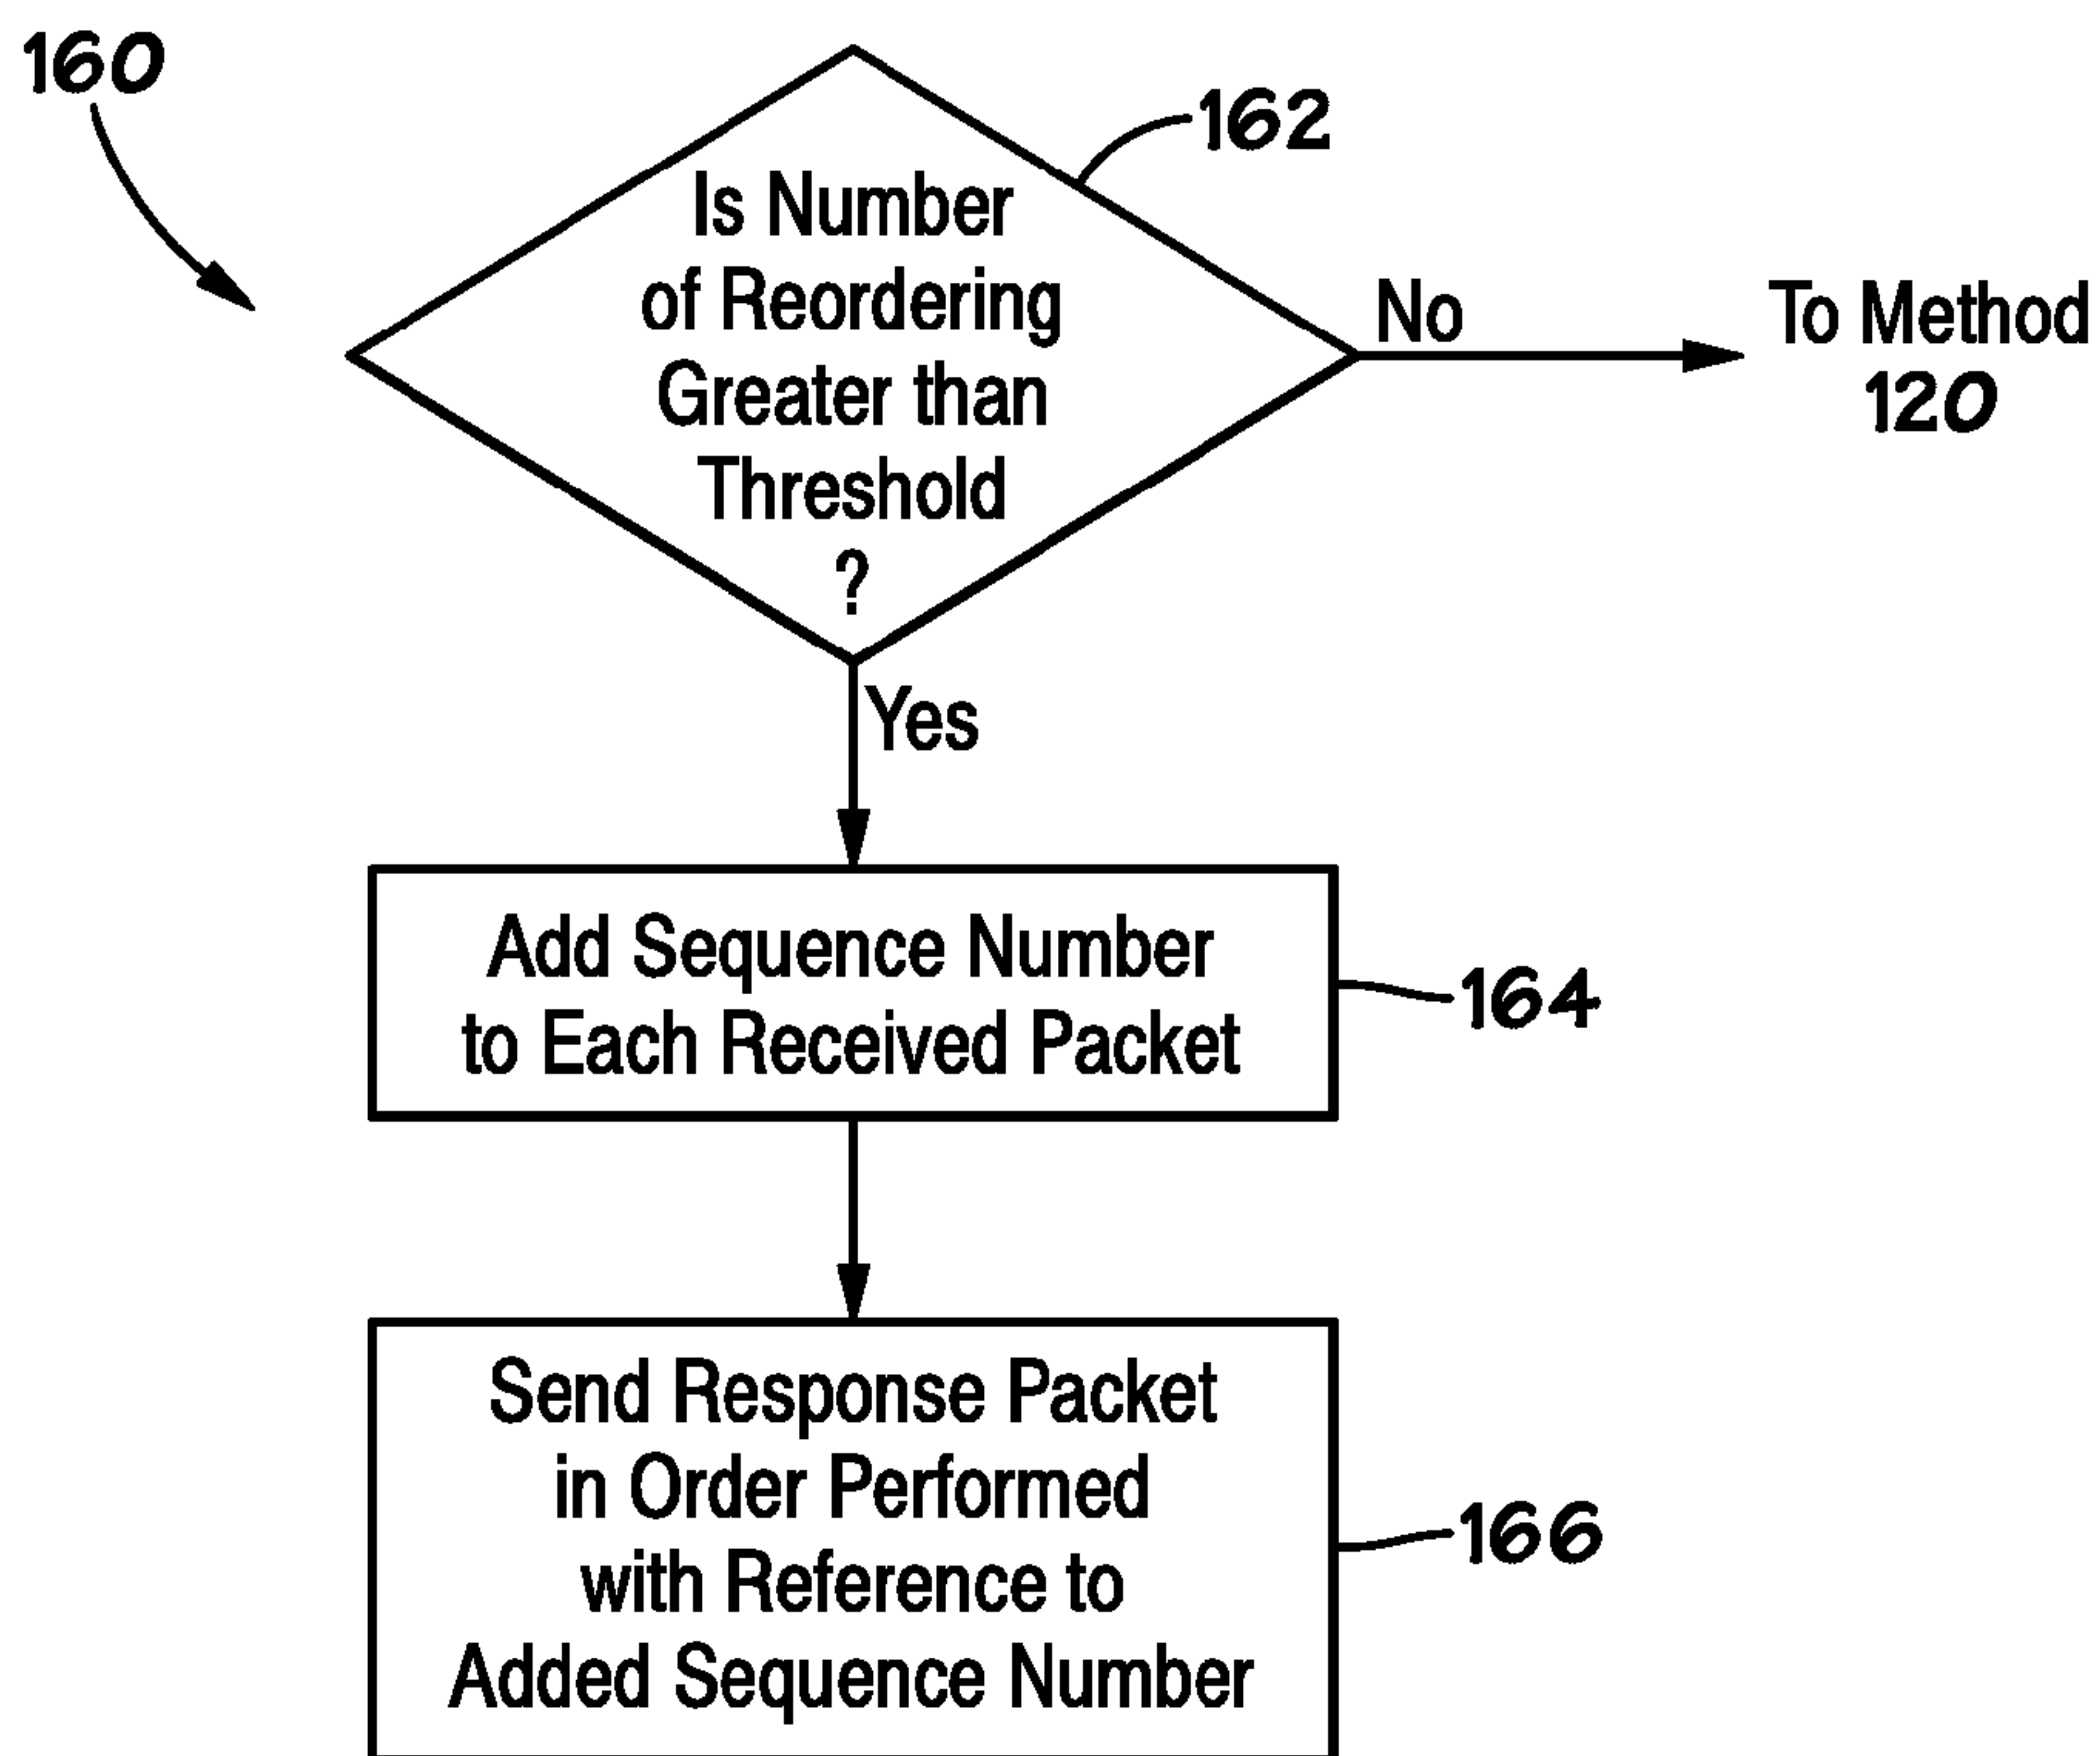 160
162
Is Number
of Reordering
Greater than
Threshold
?
No
To Method
120
Yes
Add Sequence Number
to Each Received Packet
164
Send Response Packet
in Order Performed
with Reference to
Added Sequence Number
166